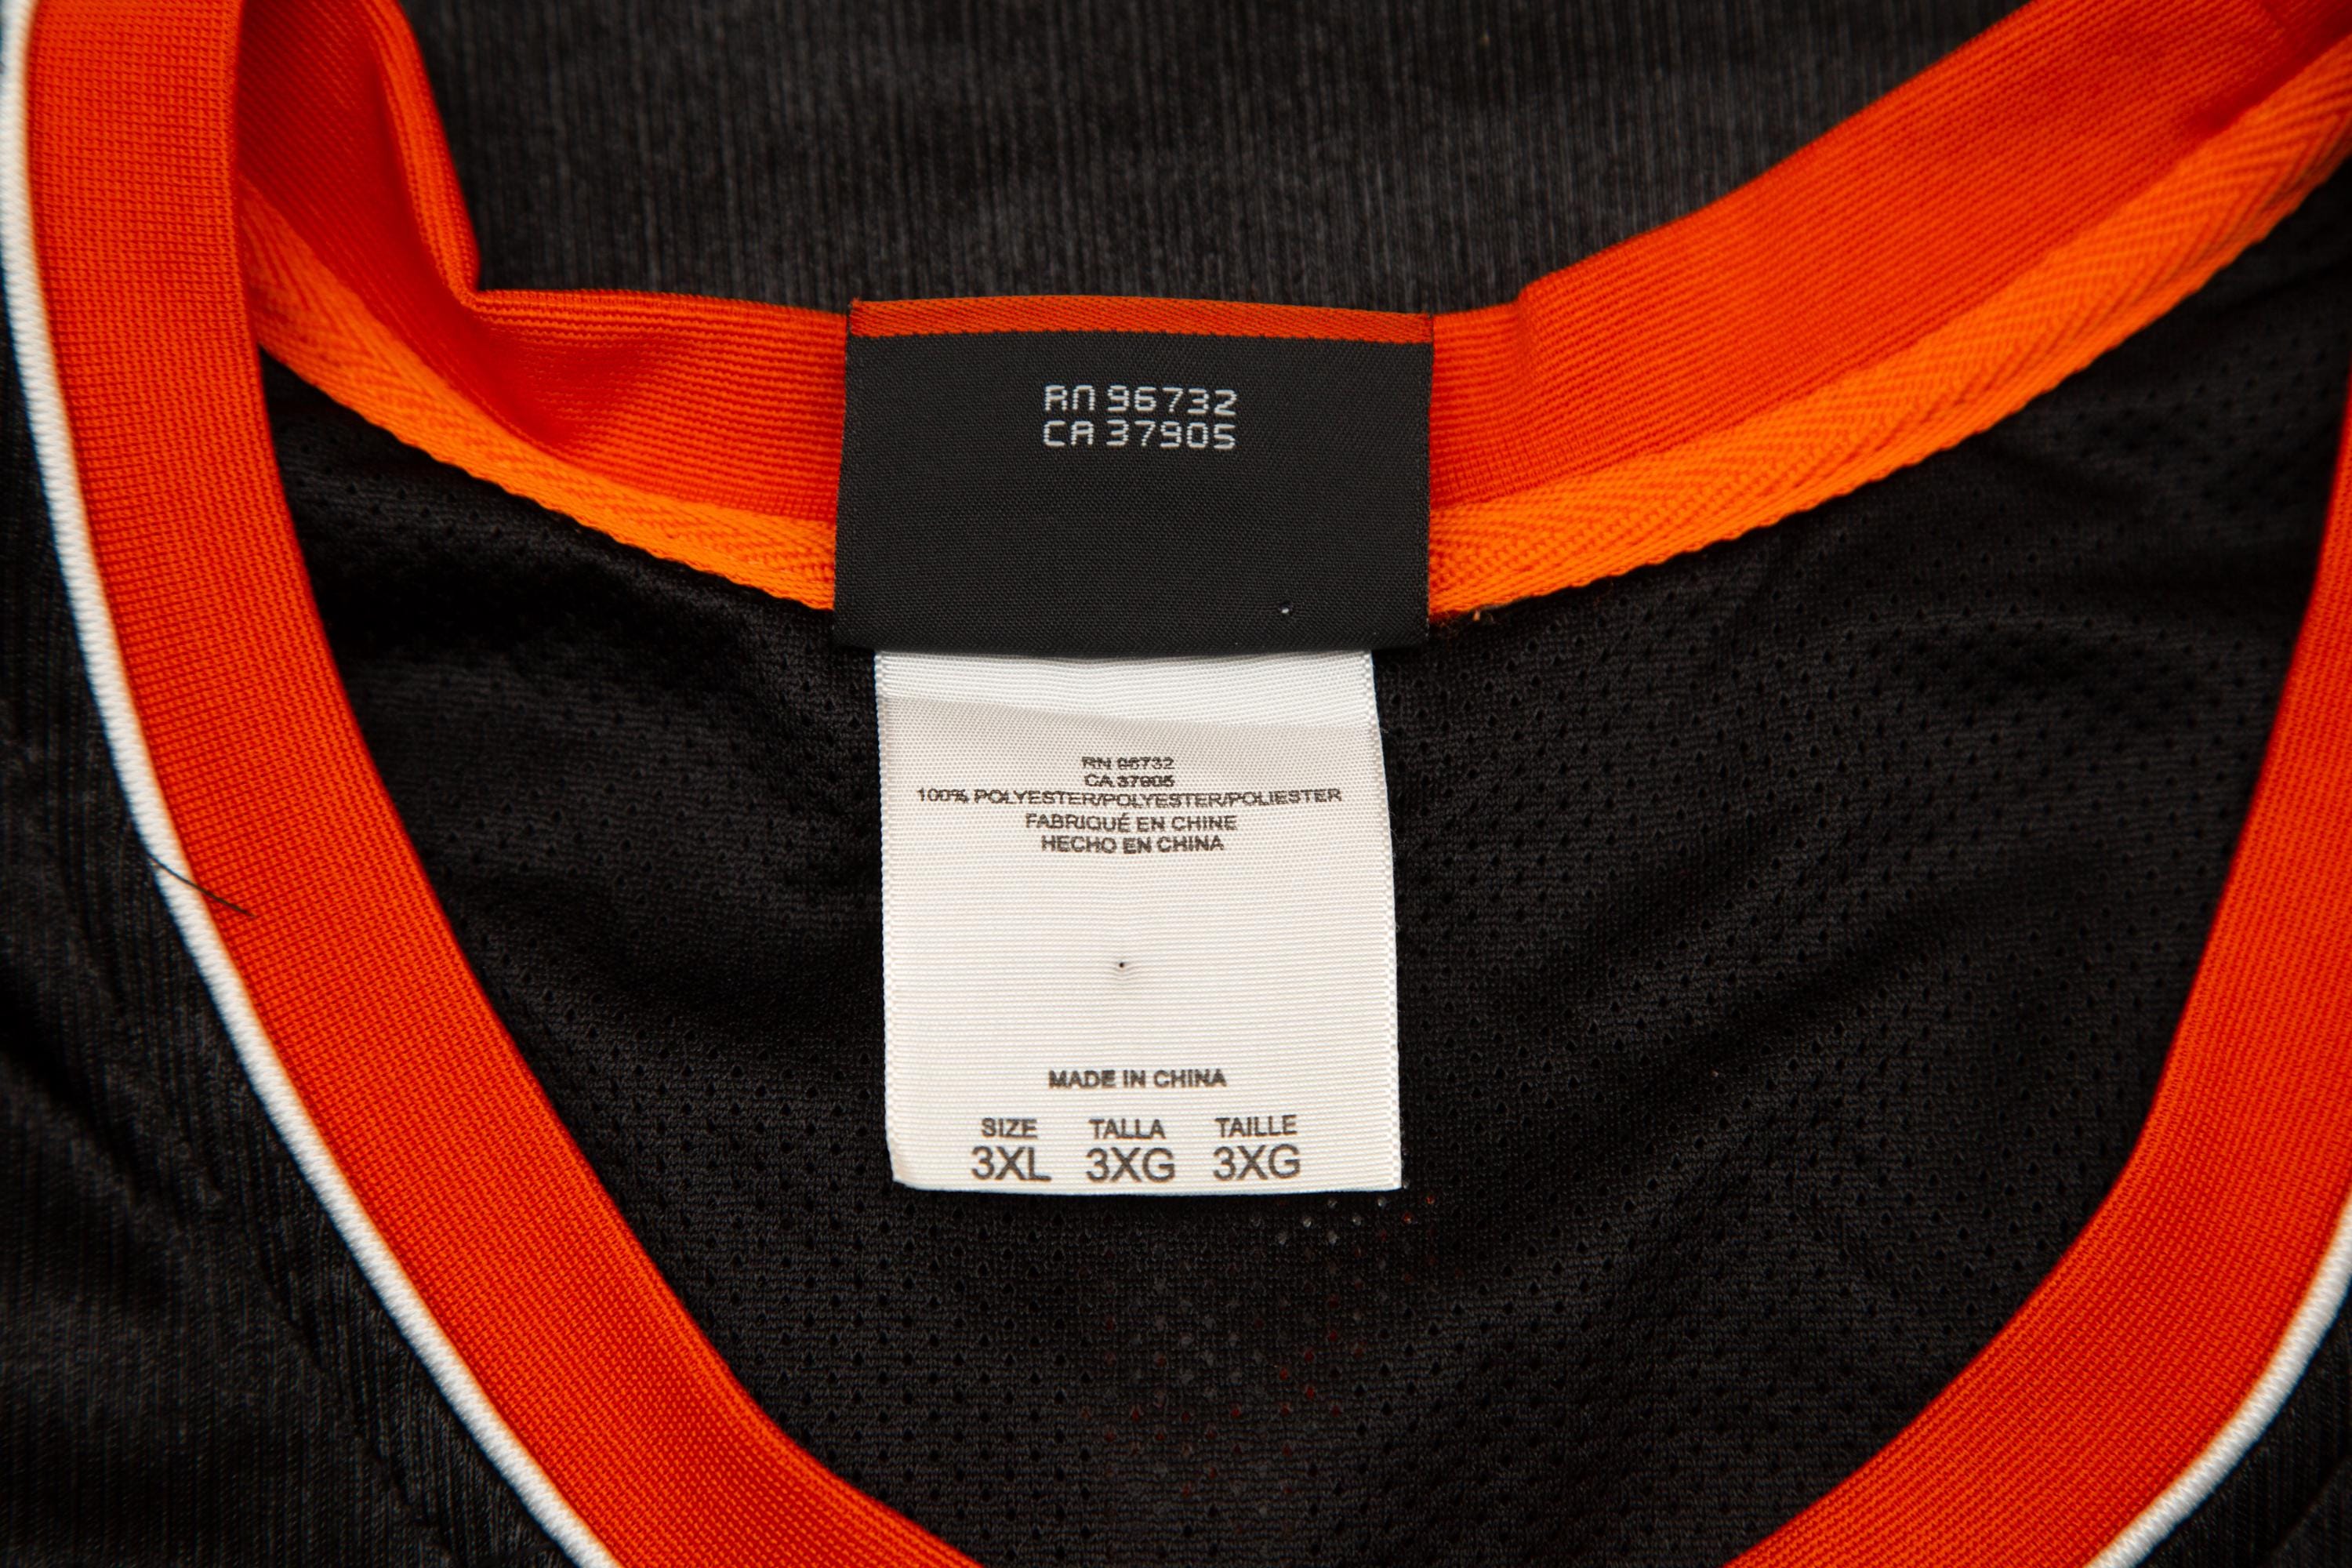 RN 96732
CA 37905
RN 96732
CA 37905
100% POLYESTER/POLYESTER/POLIESTER
FABRIQUÉ EN CHINE
HECHO EN CHINA
MADE IN CHINA
SIZE TALLA TAILLE
3XL 3XG 3XG